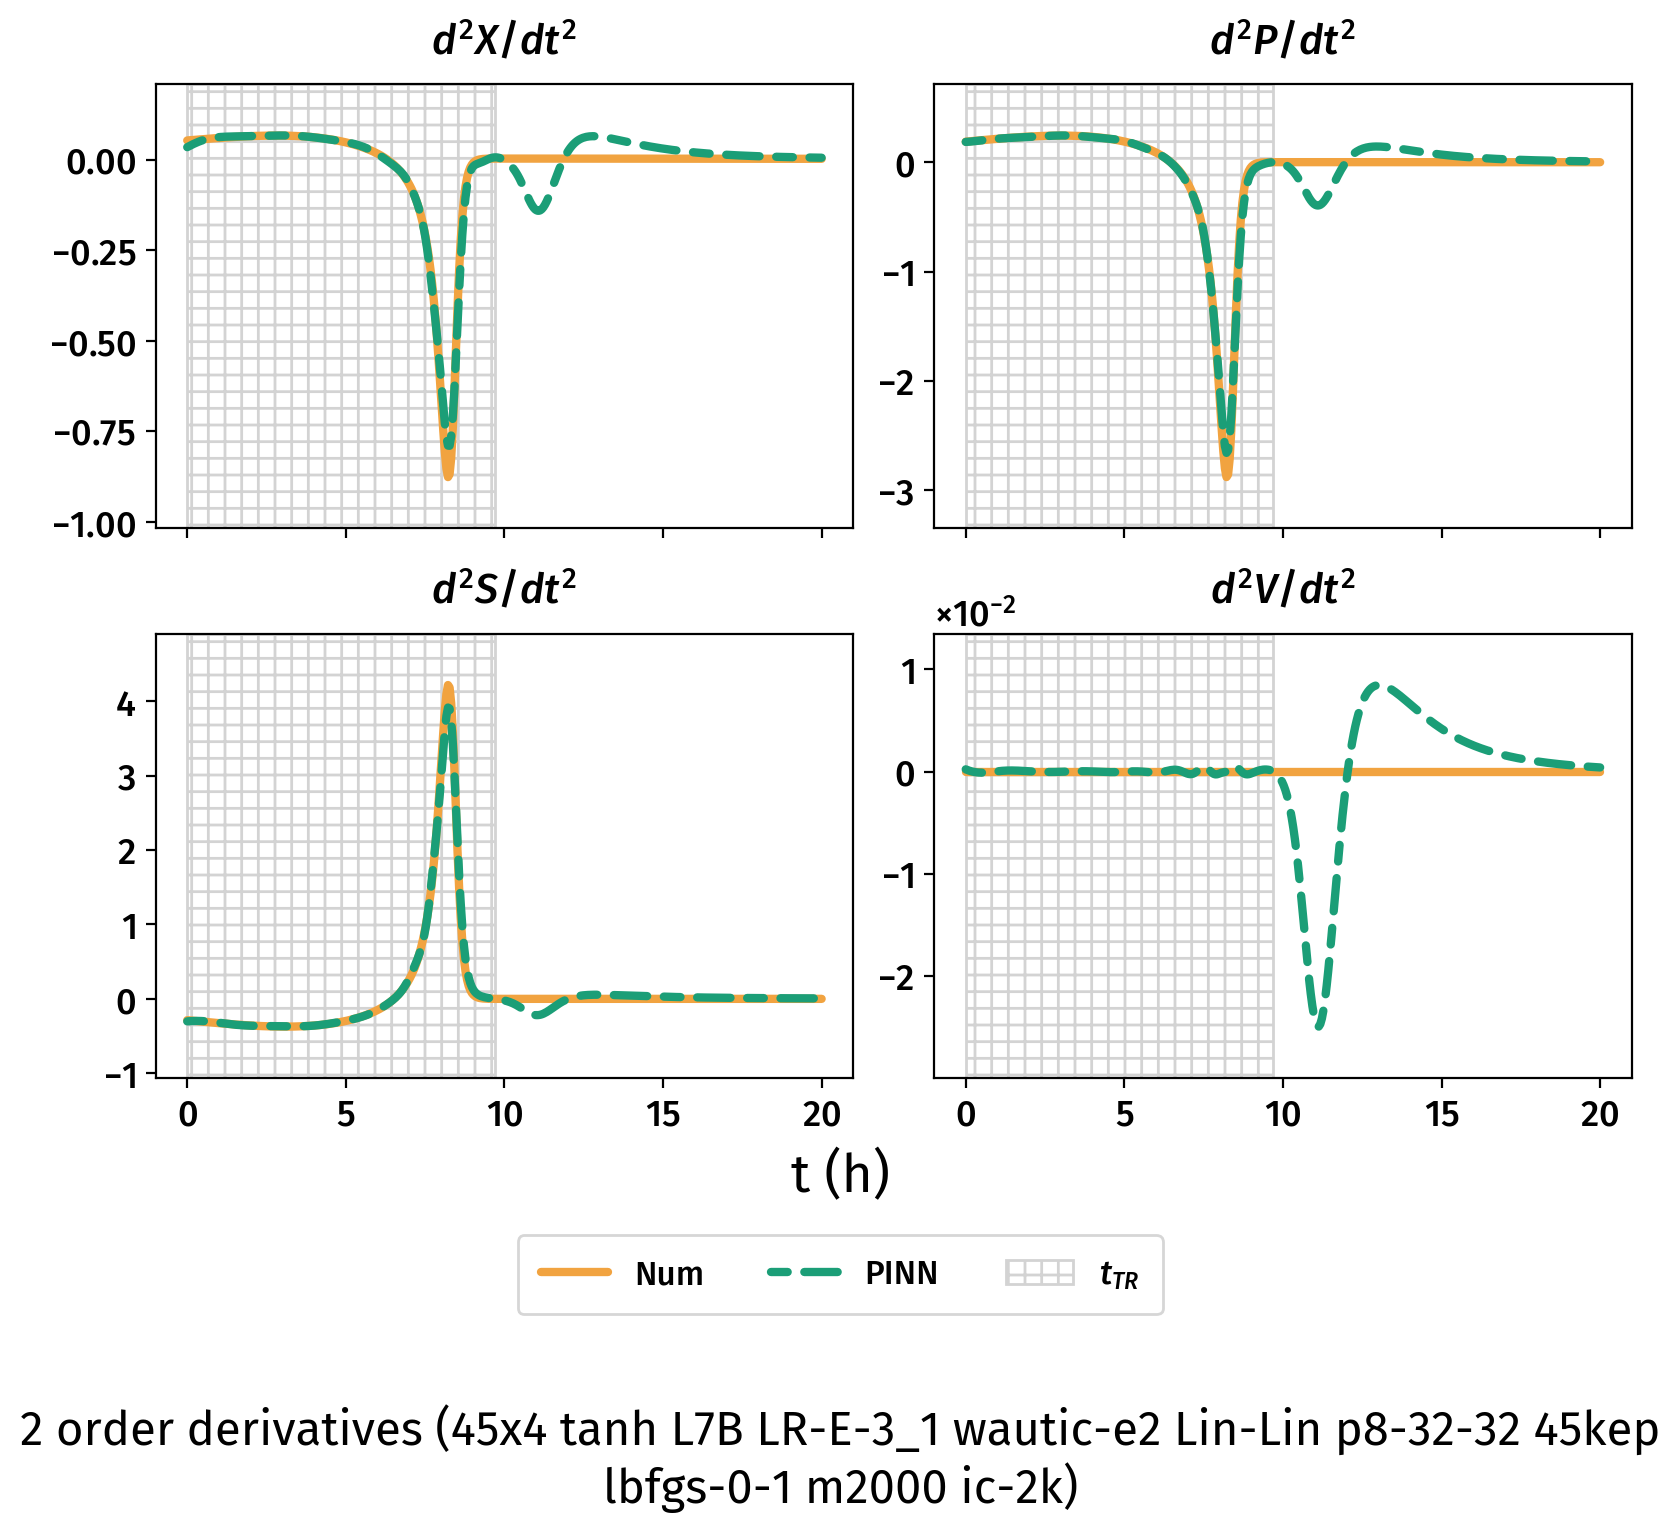 d²X/dt²
d²P/dt²
0.00
−0.25
−0.50
−0.75
−1.00
0
−1
−2
−3
d²S/dt²
d²V/dt²
×10⁻²
4
3
2
1
0
−1
1
0
−1
−2
0 5 10 15 20
0 5 10 15 20
t (h)
Num PINN t_TR
2 order derivatives (45x4 tanh L7B LR-E-3_1 wautic-e2 Lin-Lin p8-32-32 45kep
lbfgs-0-1 m2000 ic-2k)